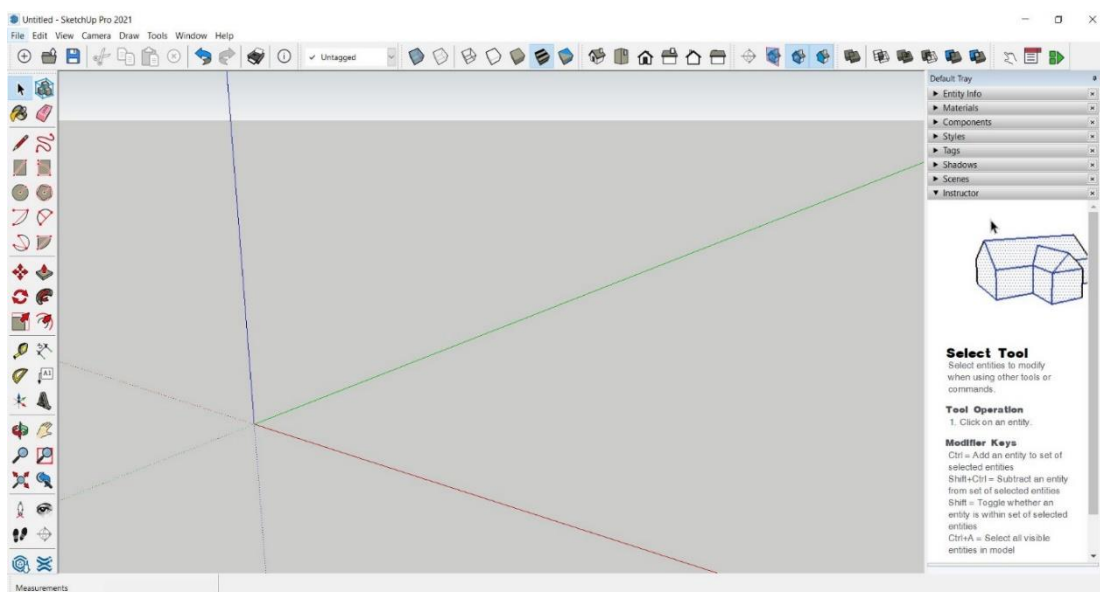 Untitled - SketchUp Pro 2021
File Edit View Camera Draw Tools Window Help
Untagged
Default Tray
Entity Info
Materials
Components
Styles
Tags
Shadows
Scenes
Instructor
A1
Select Tool
Select entities to modify
when using other tools or
commands.
Tool Operation
1. Click on an entity.
Modifier Keys
Ctrl = Add an entity to set of
selected entities
Shift+Ctrl = Subtract an entity
from set of selected entities
Shift = Toggle whether an
entity is within set of selected
entities
Ctrl+A = Select all visible
entities in model
Measurements